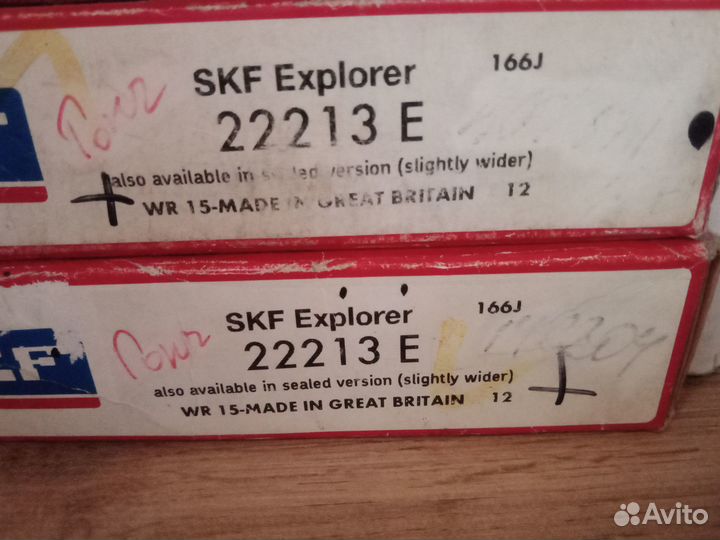 SKF Explorer 166J
22213 E
also available in sealed version (slightly wider)
WR 15-MADE IN GREAT BRITAIN 12
SKF Explorer 166J
22213 E
also available in sealed version (slightly wider)
WR 15-MADE IN GREAT BRITAIN 12
Avito